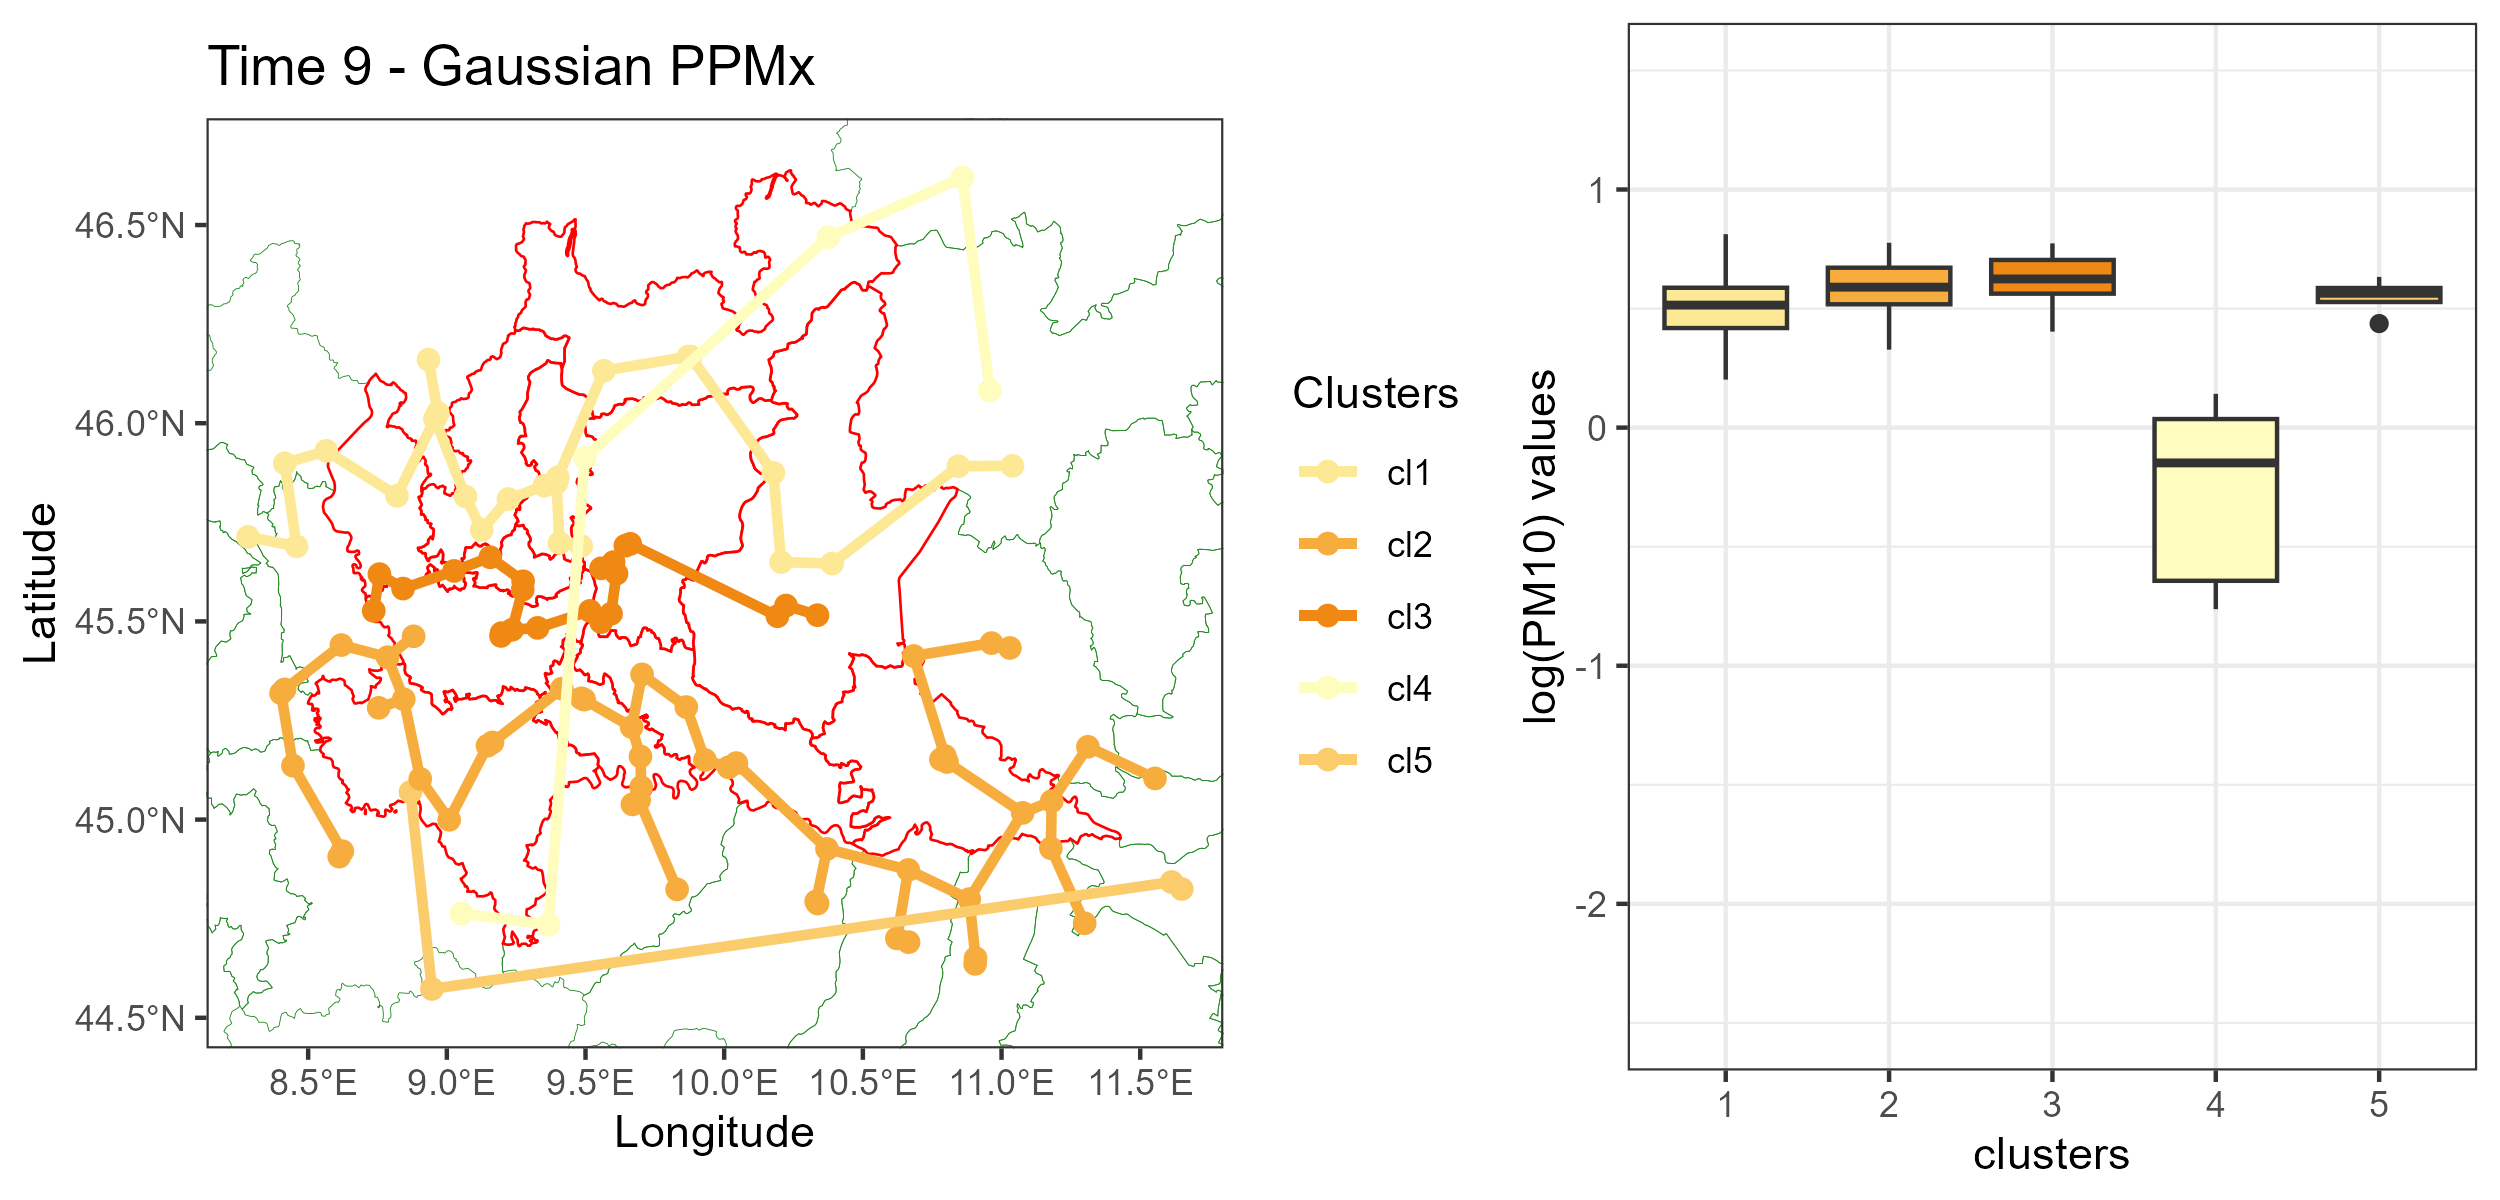 Time 9 - Gaussian PPMx
Latitude
46.5°N
46.0°N
45.5°N
45.0°N
44.5°N
8.5°E 9.0°E 9.5°E 10.0°E 10.5°E 11.0°E 11.5°E
Longitude
Clusters
cl1
cl2
cl3
cl4
cl5
log(PM10) values
1
0
-1
-2
1 2 3 4 5
clusters